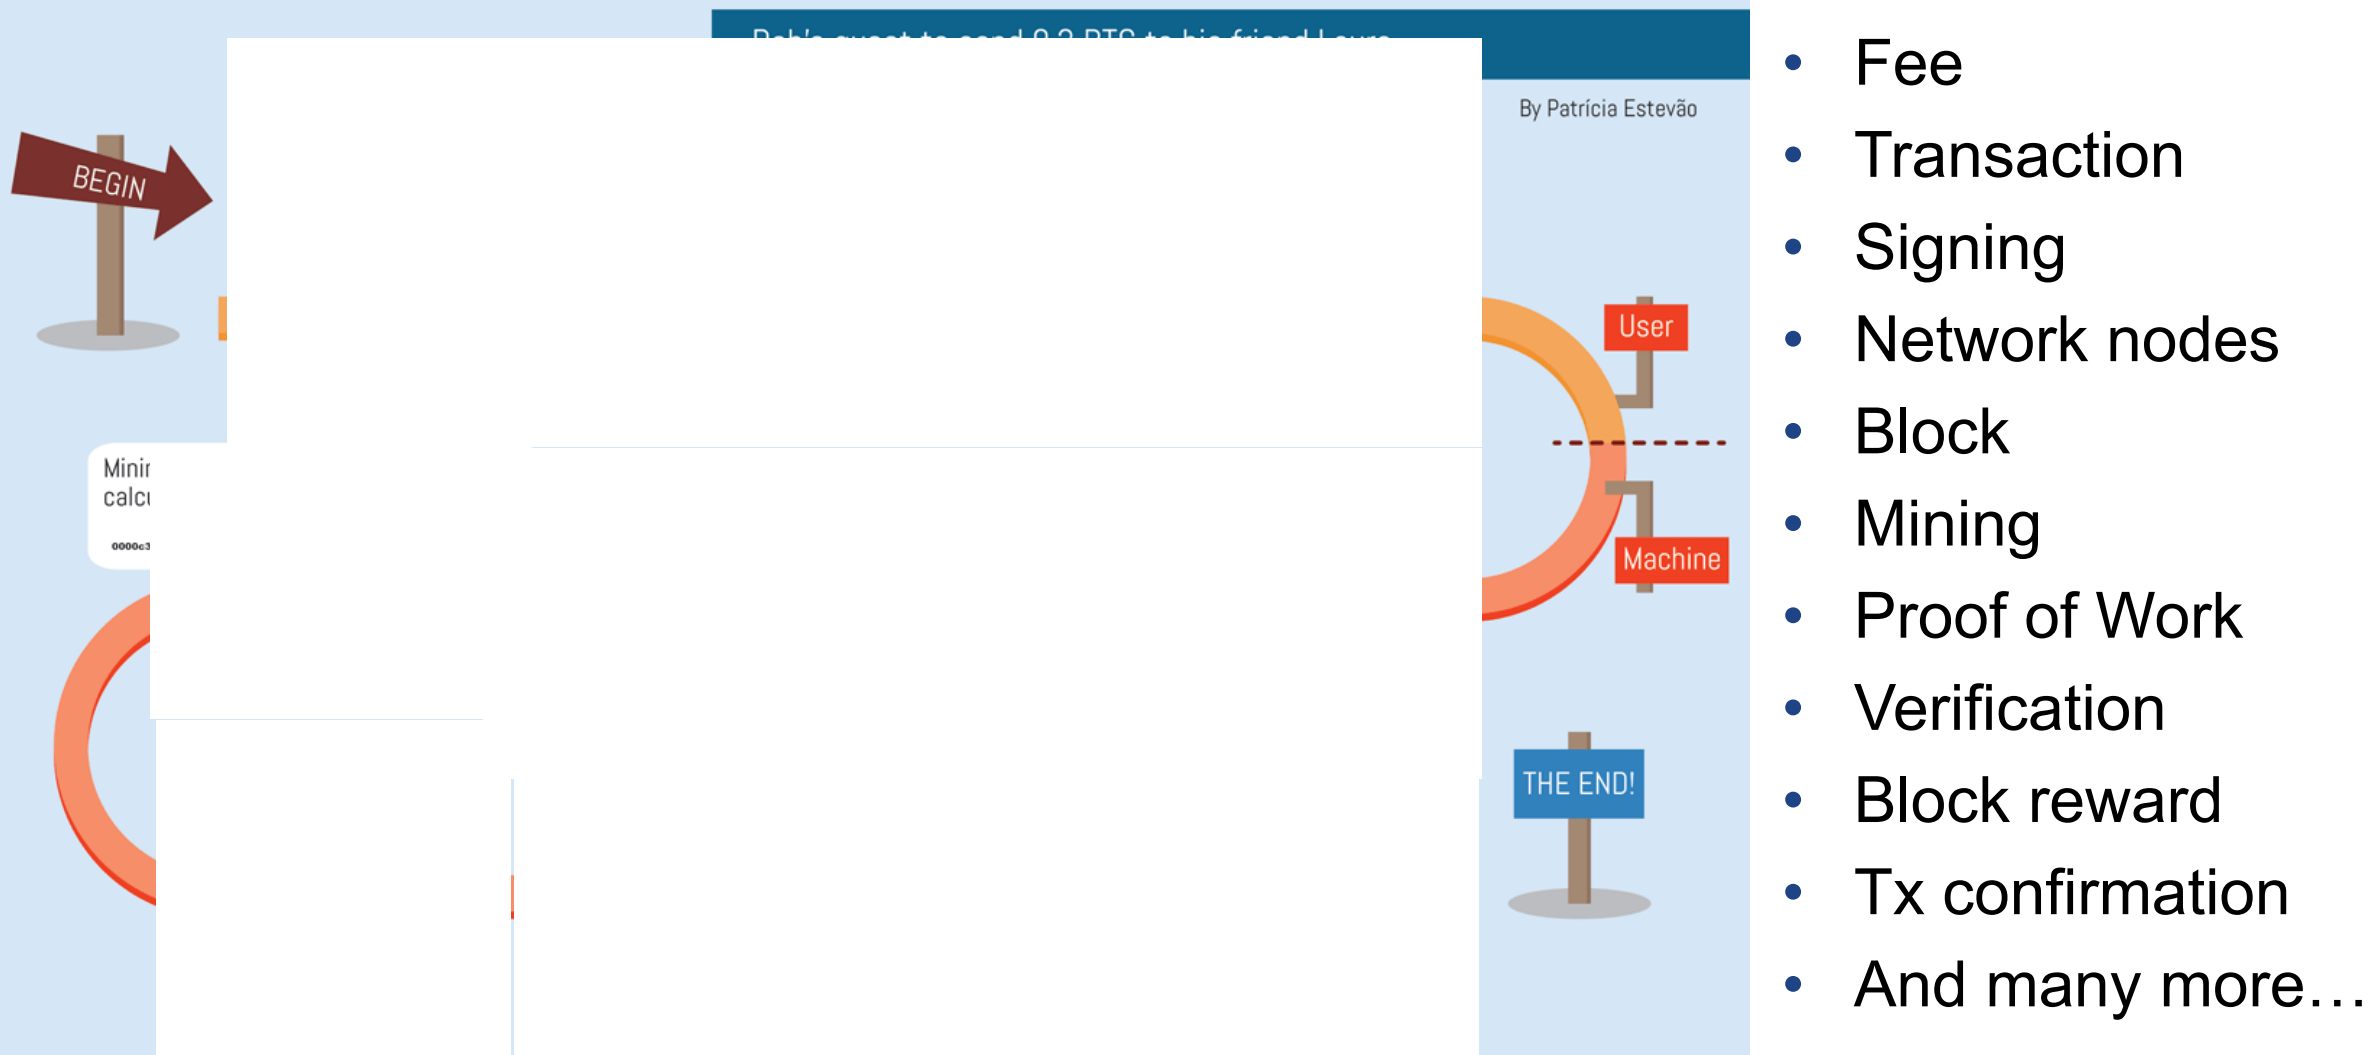 By Patrícia Estevão
BEGIN
User
Machine
0000c3
THE END!
Fee
Transaction
Signing
Network nodes
Block
Mining
Proof of Work
Verification
Block reward
Tx confirmation
And many more…